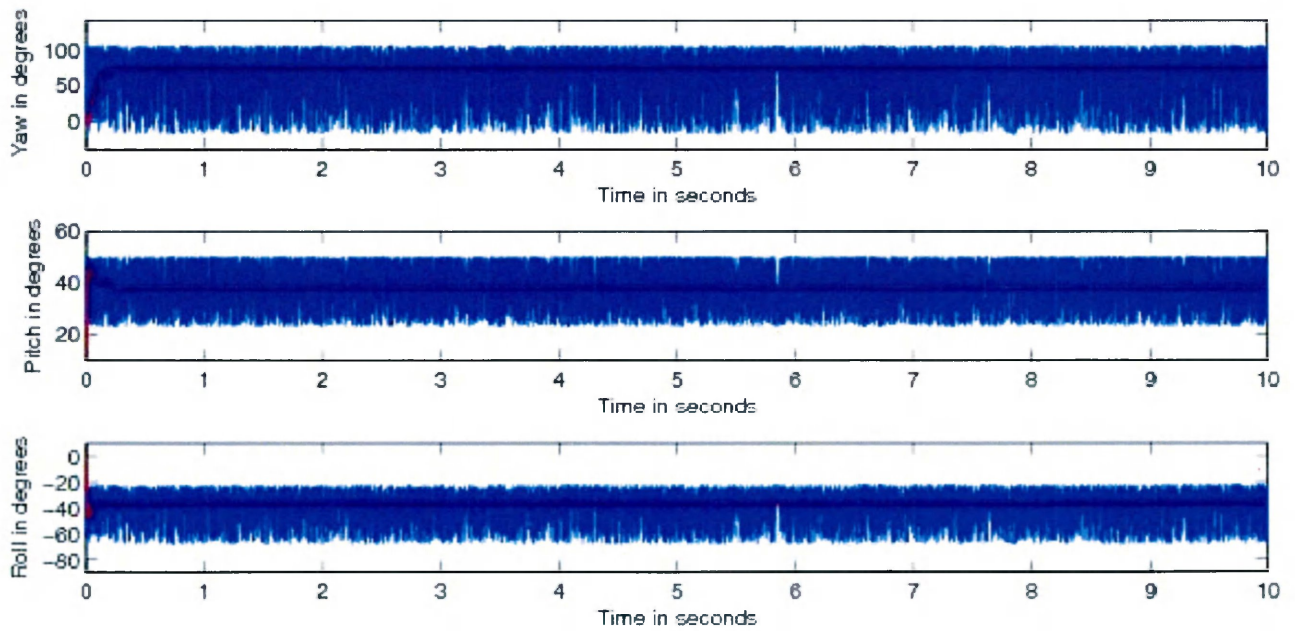 Yaw in degrees
100
50
0
0 1 2 3 4 5 6 7 8 9 10
Time in seconds
Pitch in degrees
60
40
20
0 1 2 3 4 5 6 7 8 9 10
Time in seconds
Roll in degrees
0
-20
-40
-60
-80
0 1 2 3 4 5 6 7 8 9 10
Time in seconds